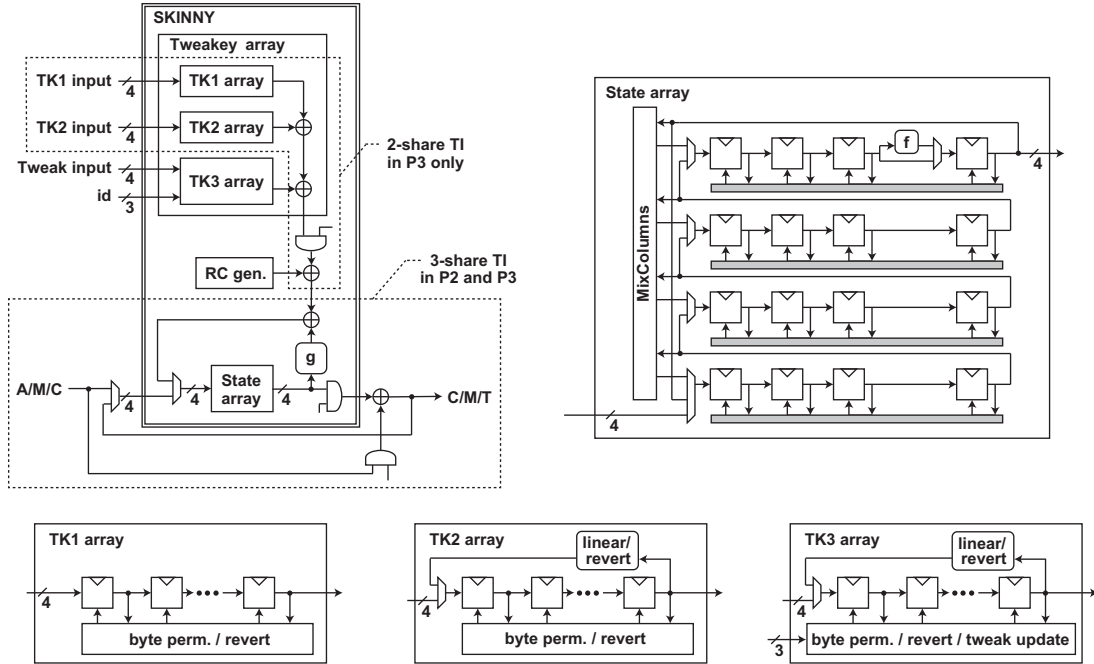 SKINNY
Tweakey array
TK1 input
4
TK1 array
TK2 input
4
TK2 array
2-share TI
in P3 only
Tweak input
4
id
3
TK3 array
RC gen.
3-share TI
in P2 and P3
g
A/M/C
4
4
State
array
4
C/M/T
State array
MixColumns
f
4
4
TK1 array
4
byte perm. / revert
TK2 array
linear/
revert
4
byte perm. / revert
TK3 array
linear/
revert
4
3
byte perm. / revert / tweak update